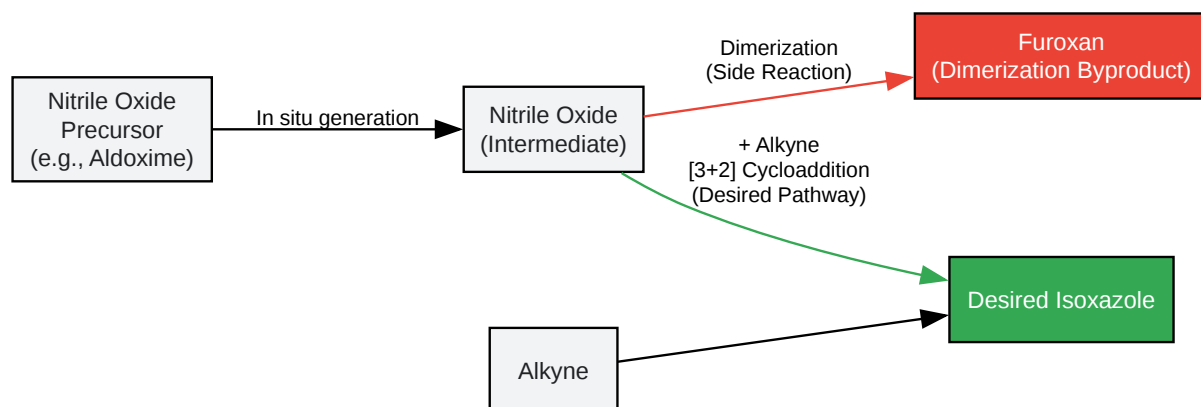 Nitrile Oxide
Precursor
(e.g., Aldoxime)
In situ generation
Nitrile Oxide
(Intermediate)
Dimerization
(Side Reaction)
Furoxan
(Dimerization Byproduct)
+ Alkyne
[3+2] Cycloaddition
(Desired Pathway)
Desired Isoxazole
Alkyne